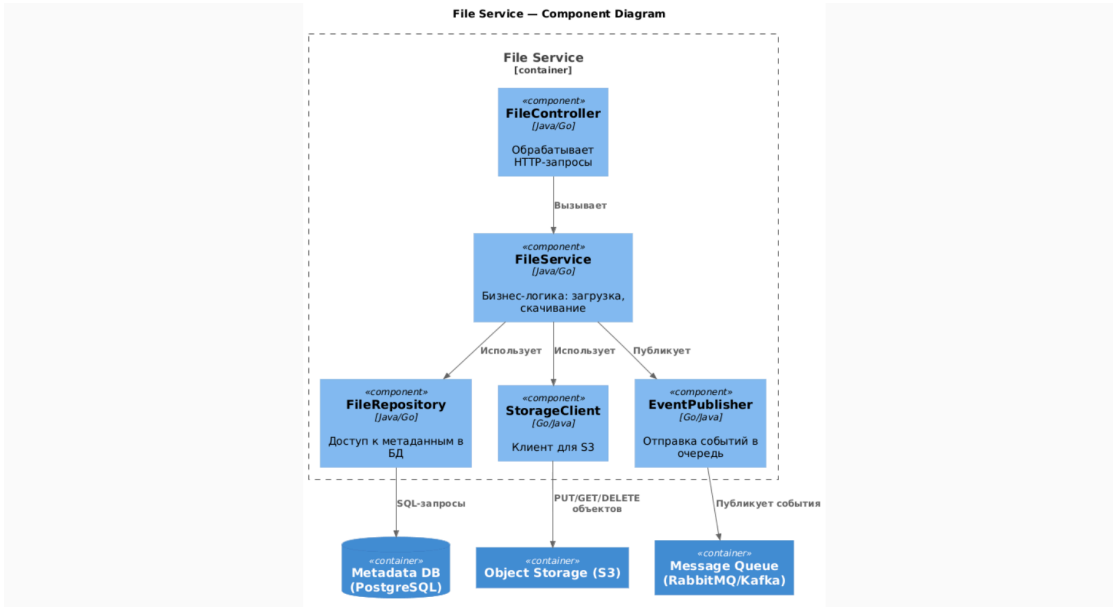 File Service — Component Diagram
File Service
[container]
«component»
FileController
[Java/Go]
Обрабатывает
HTTP-запросы
Вызывает
«component»
FileService
[Java/Go]
Бизнес-логика: загрузка,
скачивание
Использует
Использует
Публикует
«component»
FileRepository
[Java/Go]
Доступ к метаданным в
БД
«component»
StorageClient
[Go/Java]
Клиент для S3
«component»
EventPublisher
[Go/Java]
Отправка событий в
очередь
SQL-запросы
PUT/GET/DELETE
объектов
Публикует события
«container»
Metadata DB
(PostgreSQL)
«container»
Object Storage (S3)
«container»
Message Queue
(RabbitMQ/Kafka)